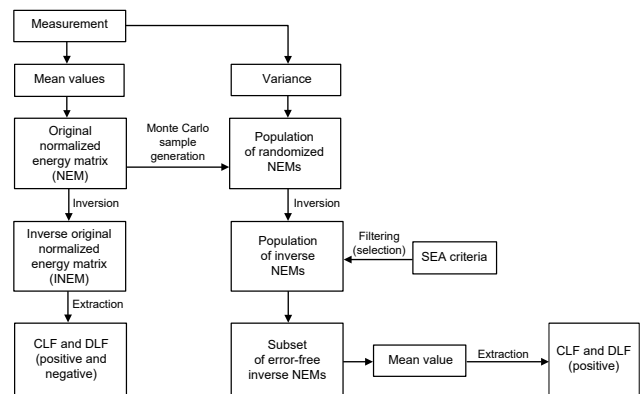 Measurement
Mean values
Variance
Original
normalized
energy matrix
(NEM)
Monte Carlo
sample
generation
Population
of randomized
NEMs
Inversion
Inversion
Inverse original
normalized
energy matrix
(INEM)
Population
of inverse
NEMs
Filtering
(selection)
SEA criteria
Extraction
CLF and DLF
(positive and
negative)
Subset
of error-free
inverse NEMs
Mean value
Extraction
CLF and DLF
(positive)